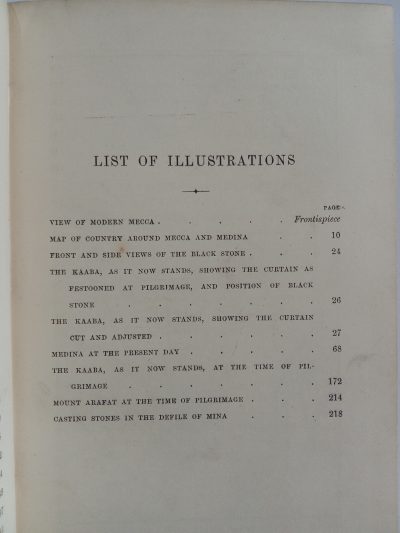 LIST OF ILLUSTRATIONS
PAGE
VIEW OF MODERN MECCA . . . . . Frontispiece
MAP OF COUNTRY AROUND MECCA AND MEDINA . . 10
FRONT AND SIDE VIEWS OF THE BLACK STONE . . . 24
THE KAABA, AS IT NOW STANDS, SHOWING THE CURTAIN AS
FESTOONED AT PILGRIMAGE, AND POSITION OF BLACK
STONE . . . . . . . 26
THE KAABA, AS IT NOW STANDS, SHOWING THE CURTAIN
CUT AND ADJUSTED . . . . . . 27
MEDINA AT THE PRESENT DAY . . . . . 68
THE KAABA, AS IT NOW STANDS, AT THE TIME OF PIL-
GRIMAGE . . . . . . . 172
MOUNT ARAFAT AT THE TIME OF PILGRIMAGE . . . 214
CASTING STONES IN THE DEFILE OF MINA . . . 218